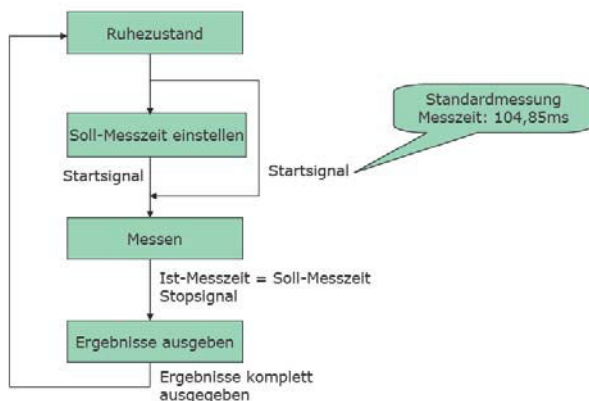 Ruhezustand
Standardmessung
Messzeit: 104,85ms
Soll-Messzeit einstellen
Startsignal
Startsignal
Messen
Ist-Messzeit = Soll-Messzeit
Stopsignal
Ergebnisse ausgeben
Ergebnisse komplett
ausgegeben